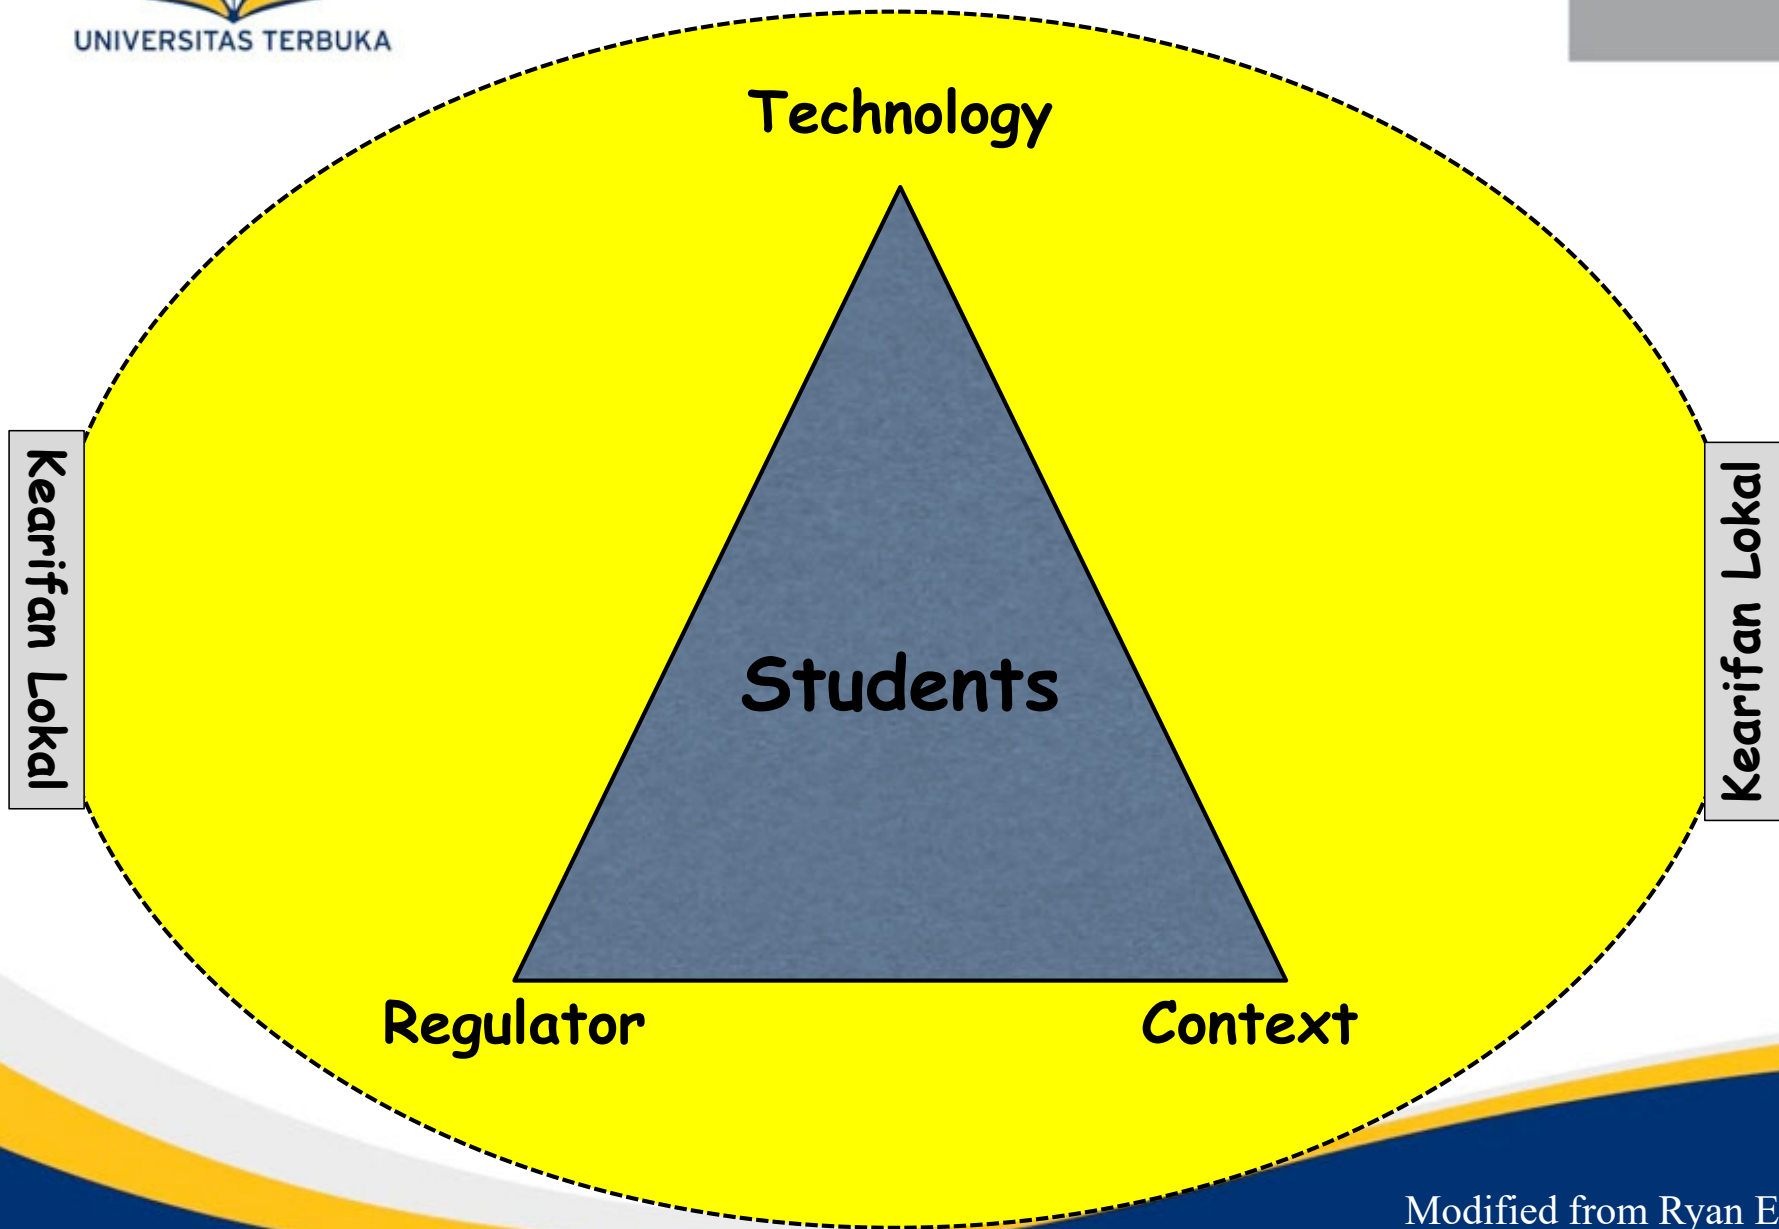 UNIVERSITAS TERBUKA
Technology
Kearifan Lokal
Kearifan Lokal
Students
Regulator
Context
Modified from Ryan E